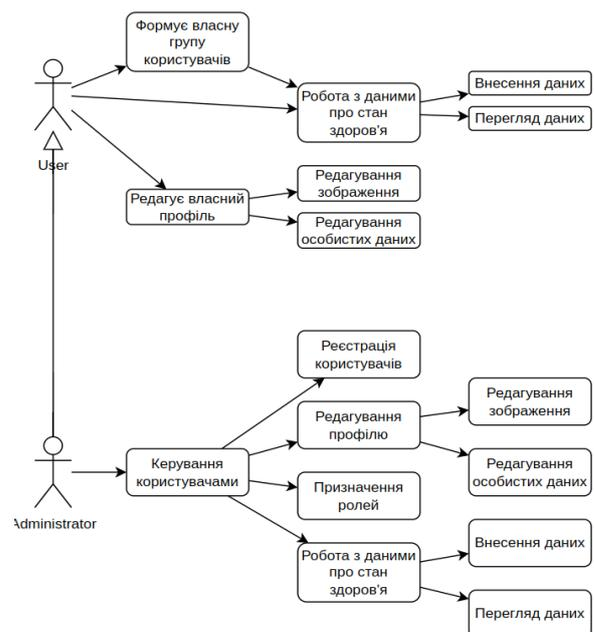 Формує власну
групу
користувачів
User
Робота з даними
про стан
здоров'я
Внесення даних
Перегляд даних
Редагує власний
профіль
Редагування
зображення
Редагування
особистих даних
Administrator
Керування
користувачами
Реєстрація
користувачів
Редагування
профілю
Редагування
зображення
Редагування
особистих даних
Призначення
ролей
Робота з даними
про стан
здоров'я
Внесення даних
Перегляд даних